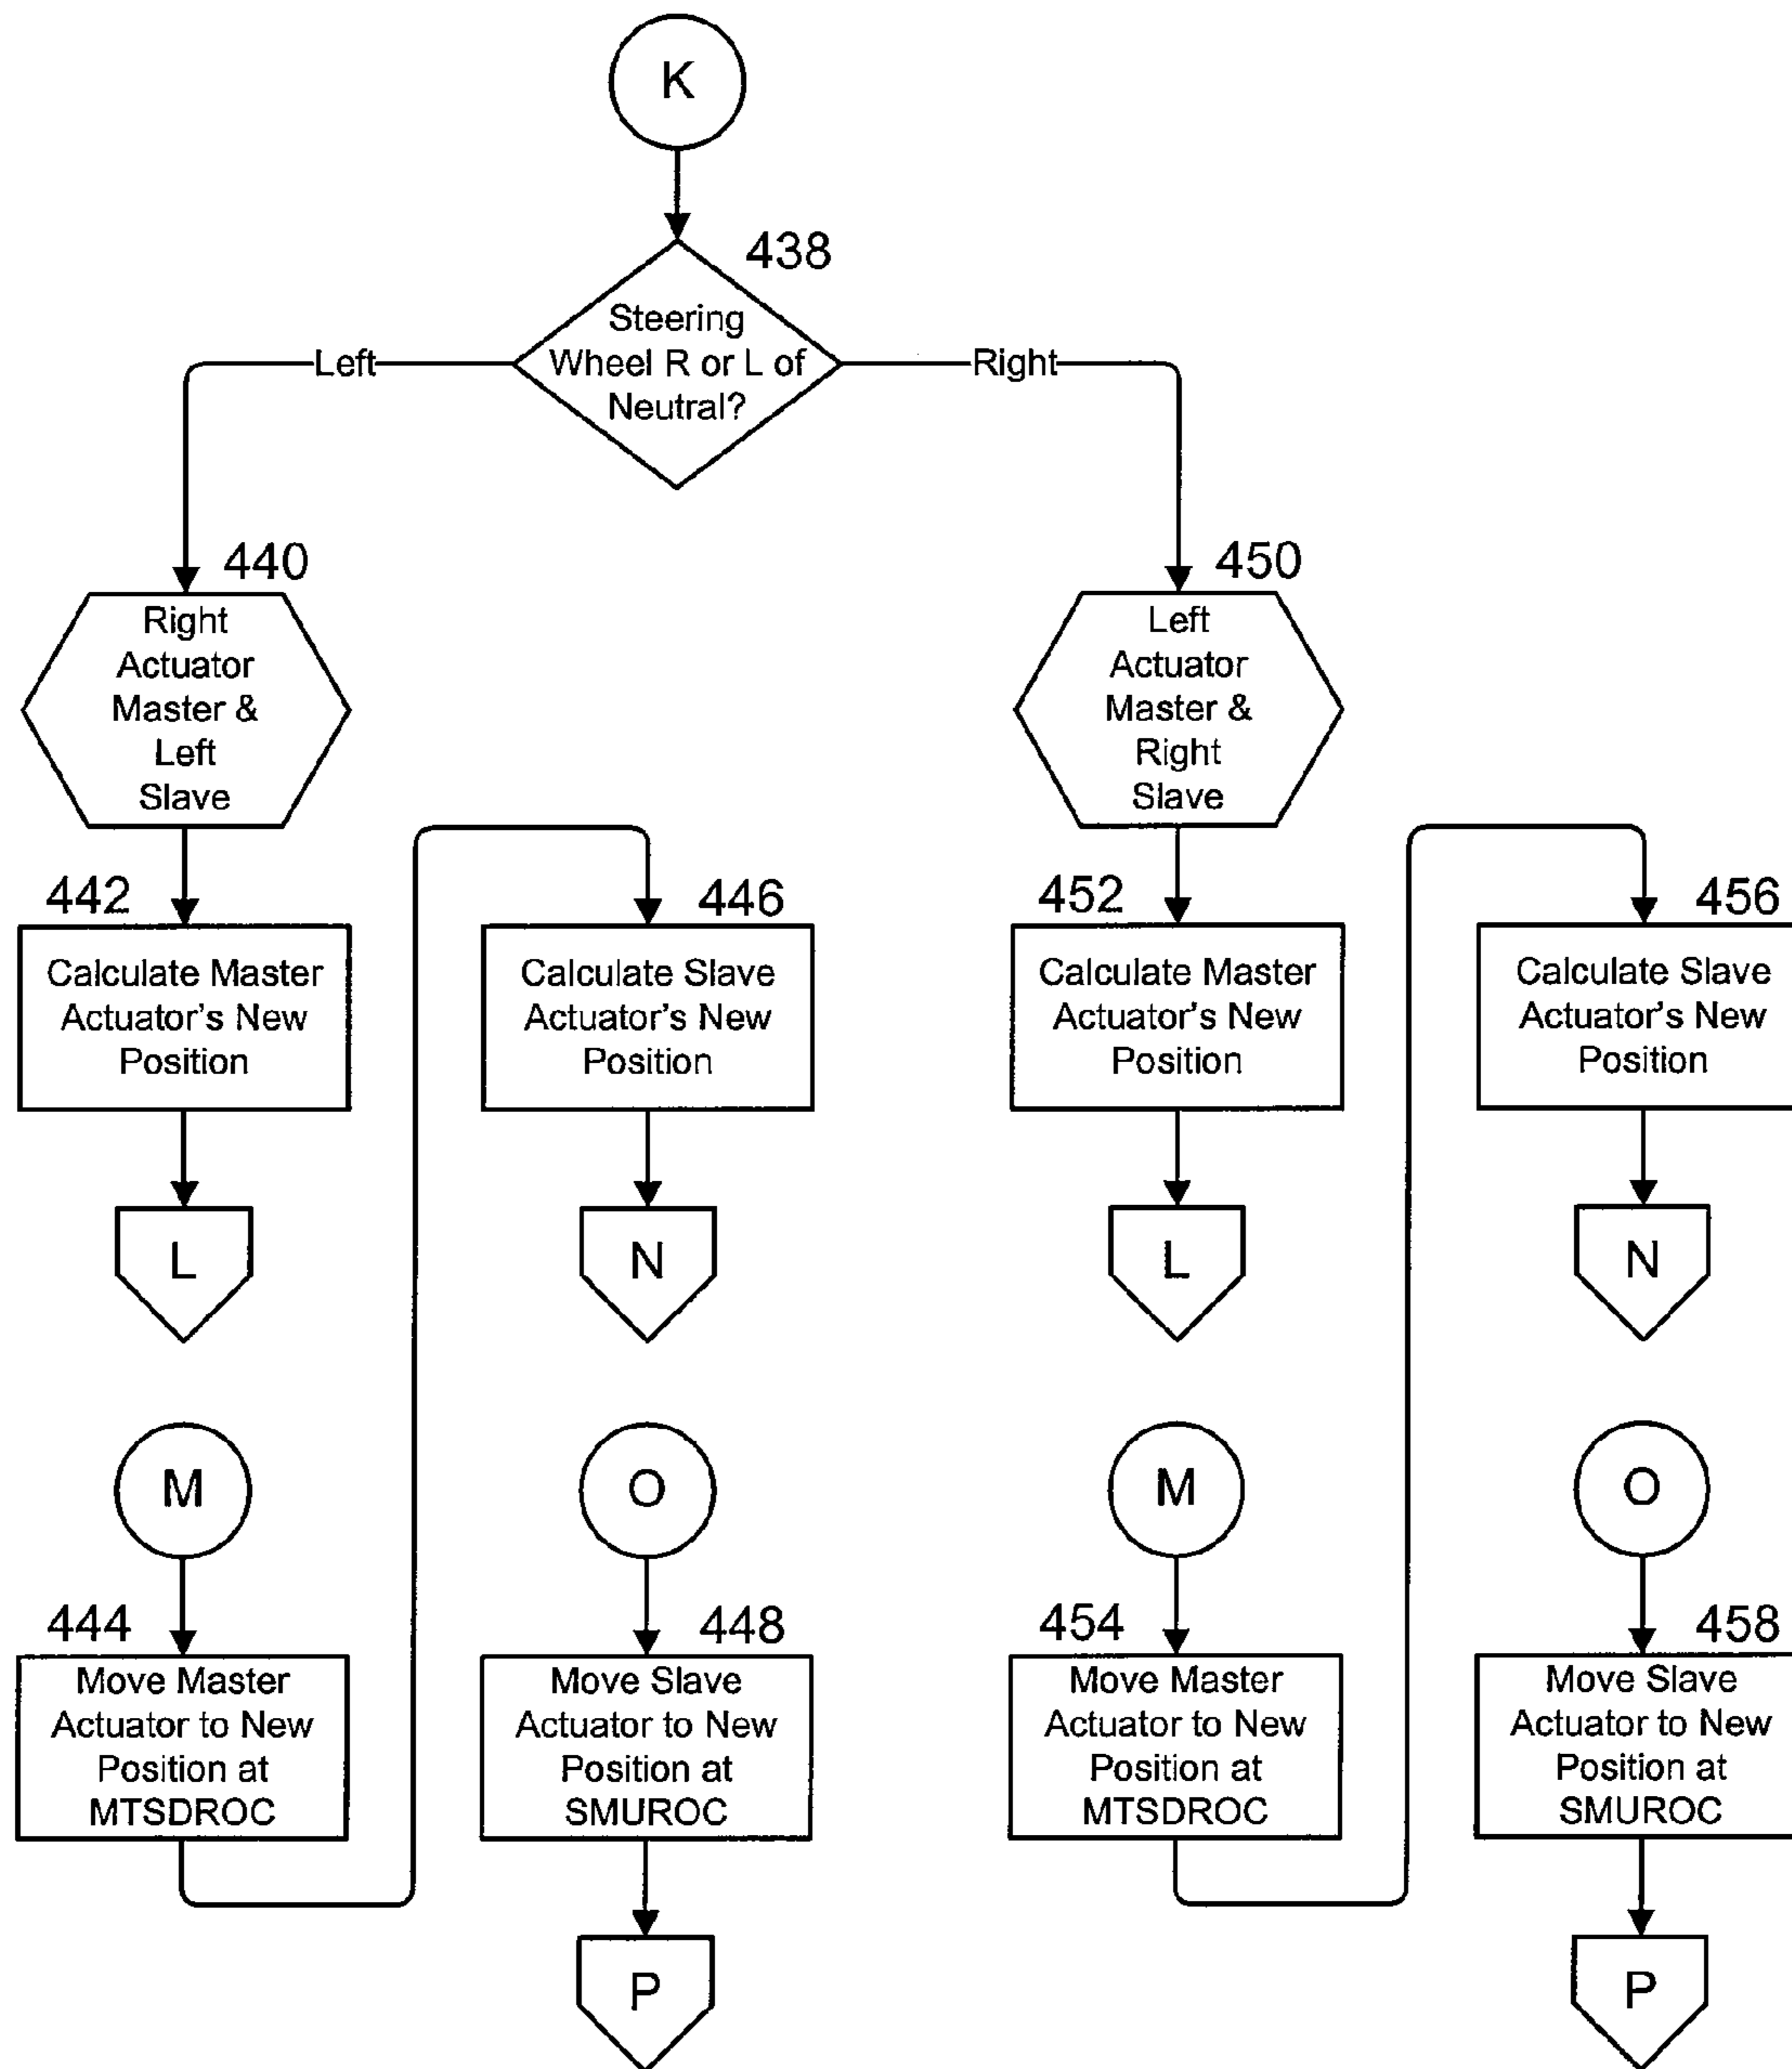 K
438
Steering
Wheel R or L of
Neutral?
Left
Right
440
Right
Actuator
Master &
Left
Slave
450
Left
Actuator
Master &
Right
Slave
442
Calculate Master
Actuator's New
Position
446
Calculate Slave
Actuator's New
Position
452
Calculate Master
Actuator's New
Position
456
Calculate Slave
Actuator's New
Position
L
N
L
N
M
O
M
O
444
Move Master
Actuator to New
Position at
MTSDROC
448
Move Slave
Actuator to New
Position at
SMUROC
454
Move Master
Actuator to New
Position at
MTSDROC
458
Move Slave
Actuator to New
Position at
SMUROC
P
P